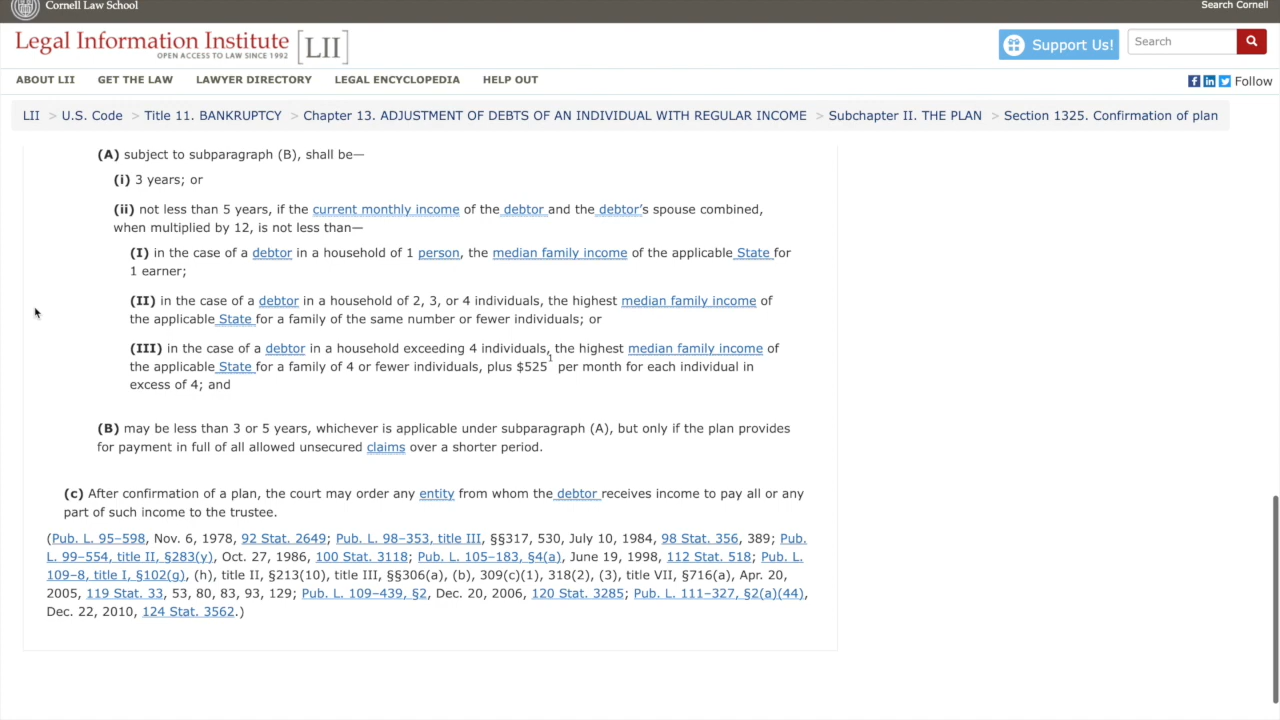 Cornell Law School
Search Cornell
Legal Information Institute [LII]
OPEN ACCESS TO LAW SINCE 1992
Support Us!
Search
ABOUT LII GET THE LAW LAWYER DIRECTORY LEGAL ENCYCLOPEDIA HELP OUT
Follow
LII > U.S. Code > Title 11. BANKRUPTCY > Chapter 13. ADJUSTMENT OF DEBTS OF AN INDIVIDUAL WITH REGULAR INCOME > Subchapter II. THE PLAN > Section 1325. Confirmation of plan
(A) subject to subparagraph (B), shall be—
(i) 3 years; or
(ii) not less than 5 years, if the current monthly income of the debtor and the debtor's spouse combined,
when multiplied by 12, is not less than—
(I) in the case of a debtor in a household of 1 person, the median family income of the applicable State for
1 earner;
(II) in the case of a debtor in a household of 2, 3, or 4 individuals, the highest median family income of
the applicable State for a family of the same number or fewer individuals; or
(III) in the case of a debtor in a household exceeding 4 individuals, the highest median family income of
the applicable State for a family of 4 or fewer individuals, plus $525 1 per month for each individual in
excess of 4; and
(B) may be less than 3 or 5 years, whichever is applicable under subparagraph (A), but only if the plan provides
for payment in full of all allowed unsecured claims over a shorter period.
(c) After confirmation of a plan, the court may order any entity from whom the debtor receives income to pay all or any
part of such income to the trustee.
(Pub. L. 95–598, Nov. 6, 1978, 92 Stat. 2649; Pub. L. 98–353, title III, §§317, 530, July 10, 1984, 98 Stat. 356, 389; Pub.
L. 99–554, title II, §283(y), Oct. 27, 1986, 100 Stat. 3118; Pub. L. 105–183, §4(a), June 19, 1998, 112 Stat. 518; Pub. L.
109–8, title I, §102(g), (h), title II, §213(10), title III, §§306(a), (b), 309(c)(1), 318(2), (3), title VII, §716(a), Apr. 20,
2005, 119 Stat. 33, 53, 80, 83, 93, 129; Pub. L. 109–439, §2, Dec. 20, 2006, 120 Stat. 3285; Pub. L. 111–327, §2(a)(44),
Dec. 22, 2010, 124 Stat. 3562.)